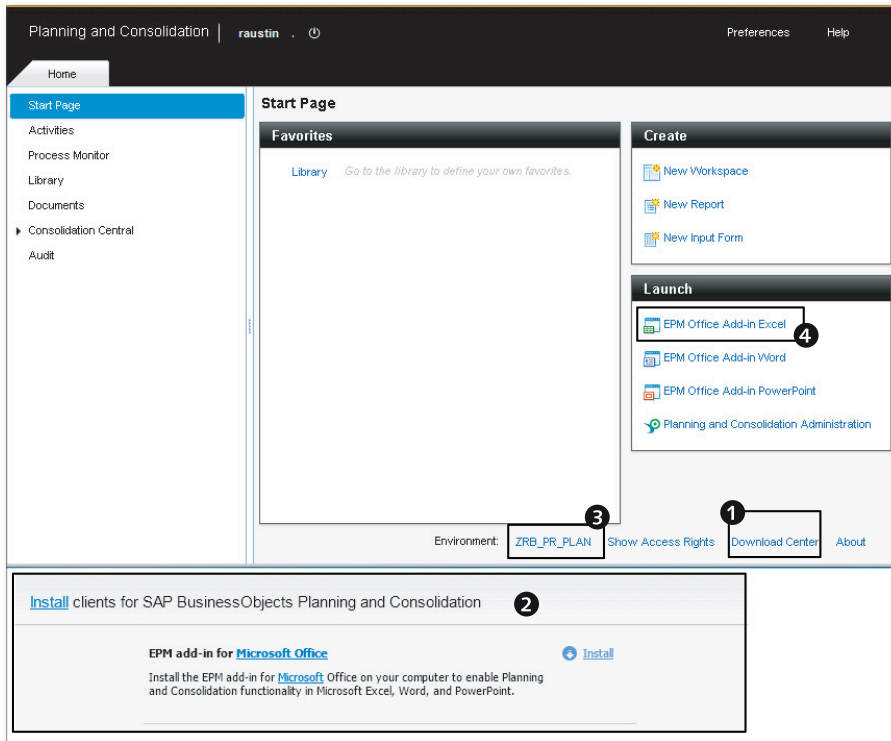 Planning and Consolidation | raustin .
Preferences Help
Home
Start Page
Activities
Process Monitor
Library
Documents
Consolidation Central
Audit
Start Page
Favorites
Library Go to the library to define your own favorites.
Create
New Workspace
New Report
New Input Form
Launch
EPM Office Add-in Excel
4
EPM Office Add-in Word
EPM Office Add-in PowerPoint
Planning and Consolidation Administration
3
1
Environment: ZRB_PR_PLAN Show Access Rights Download Center About
Install clients for SAP BusinessObjects Planning and Consolidation 2
EPM add-in for Microsoft Office Install
Install the EPM add-in for Microsoft Office on your computer to enable Planning
and Consolidation functionality in Microsoft Excel, Word, and PowerPoint.